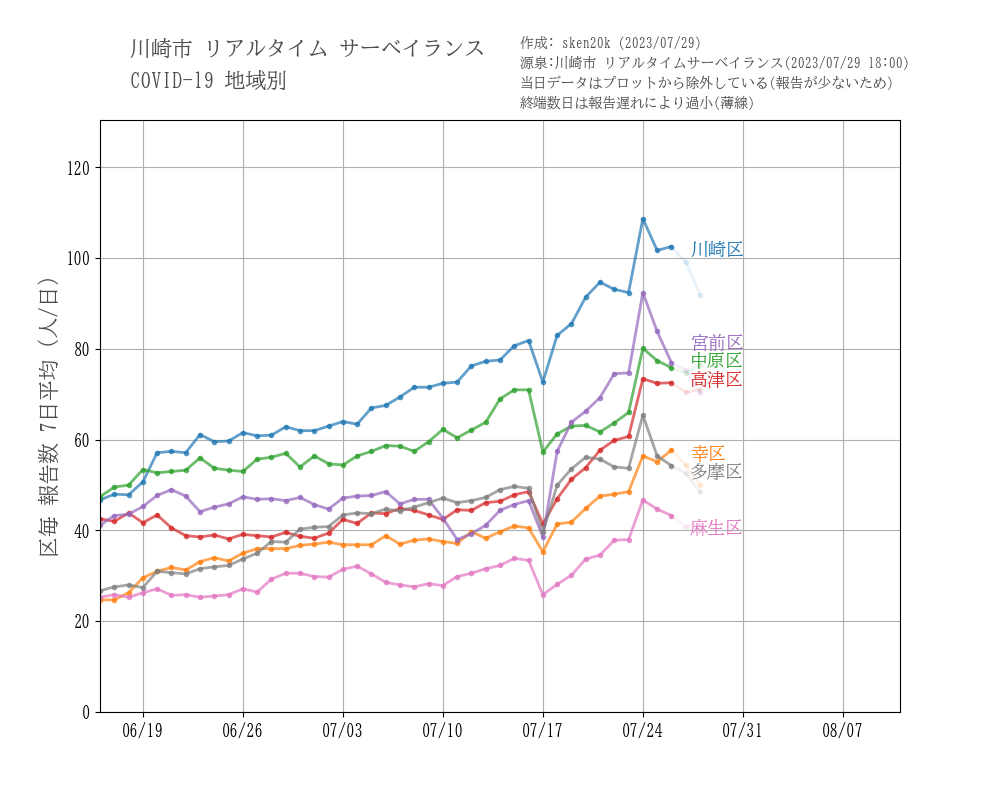 川崎市 リアルタイム サーベイランス
COVID-19 地域別
作成: sken20k (2023/07/29)
源泉:川崎市 リアルタイムサーベイランス(2023/07/29 18:00)
当日データはプロットから除外している(報告が少ないため)
終端数日は報告遅れにより過小(薄線)
区毎 報告数 7日平均 (人/日)
120
100
80
60
40
20
0
川崎区
宮前区
中原区
高津区
幸区
多摩区
麻生区
06/19
06/26
07/03
07/10
07/17
07/24
07/31
08/07